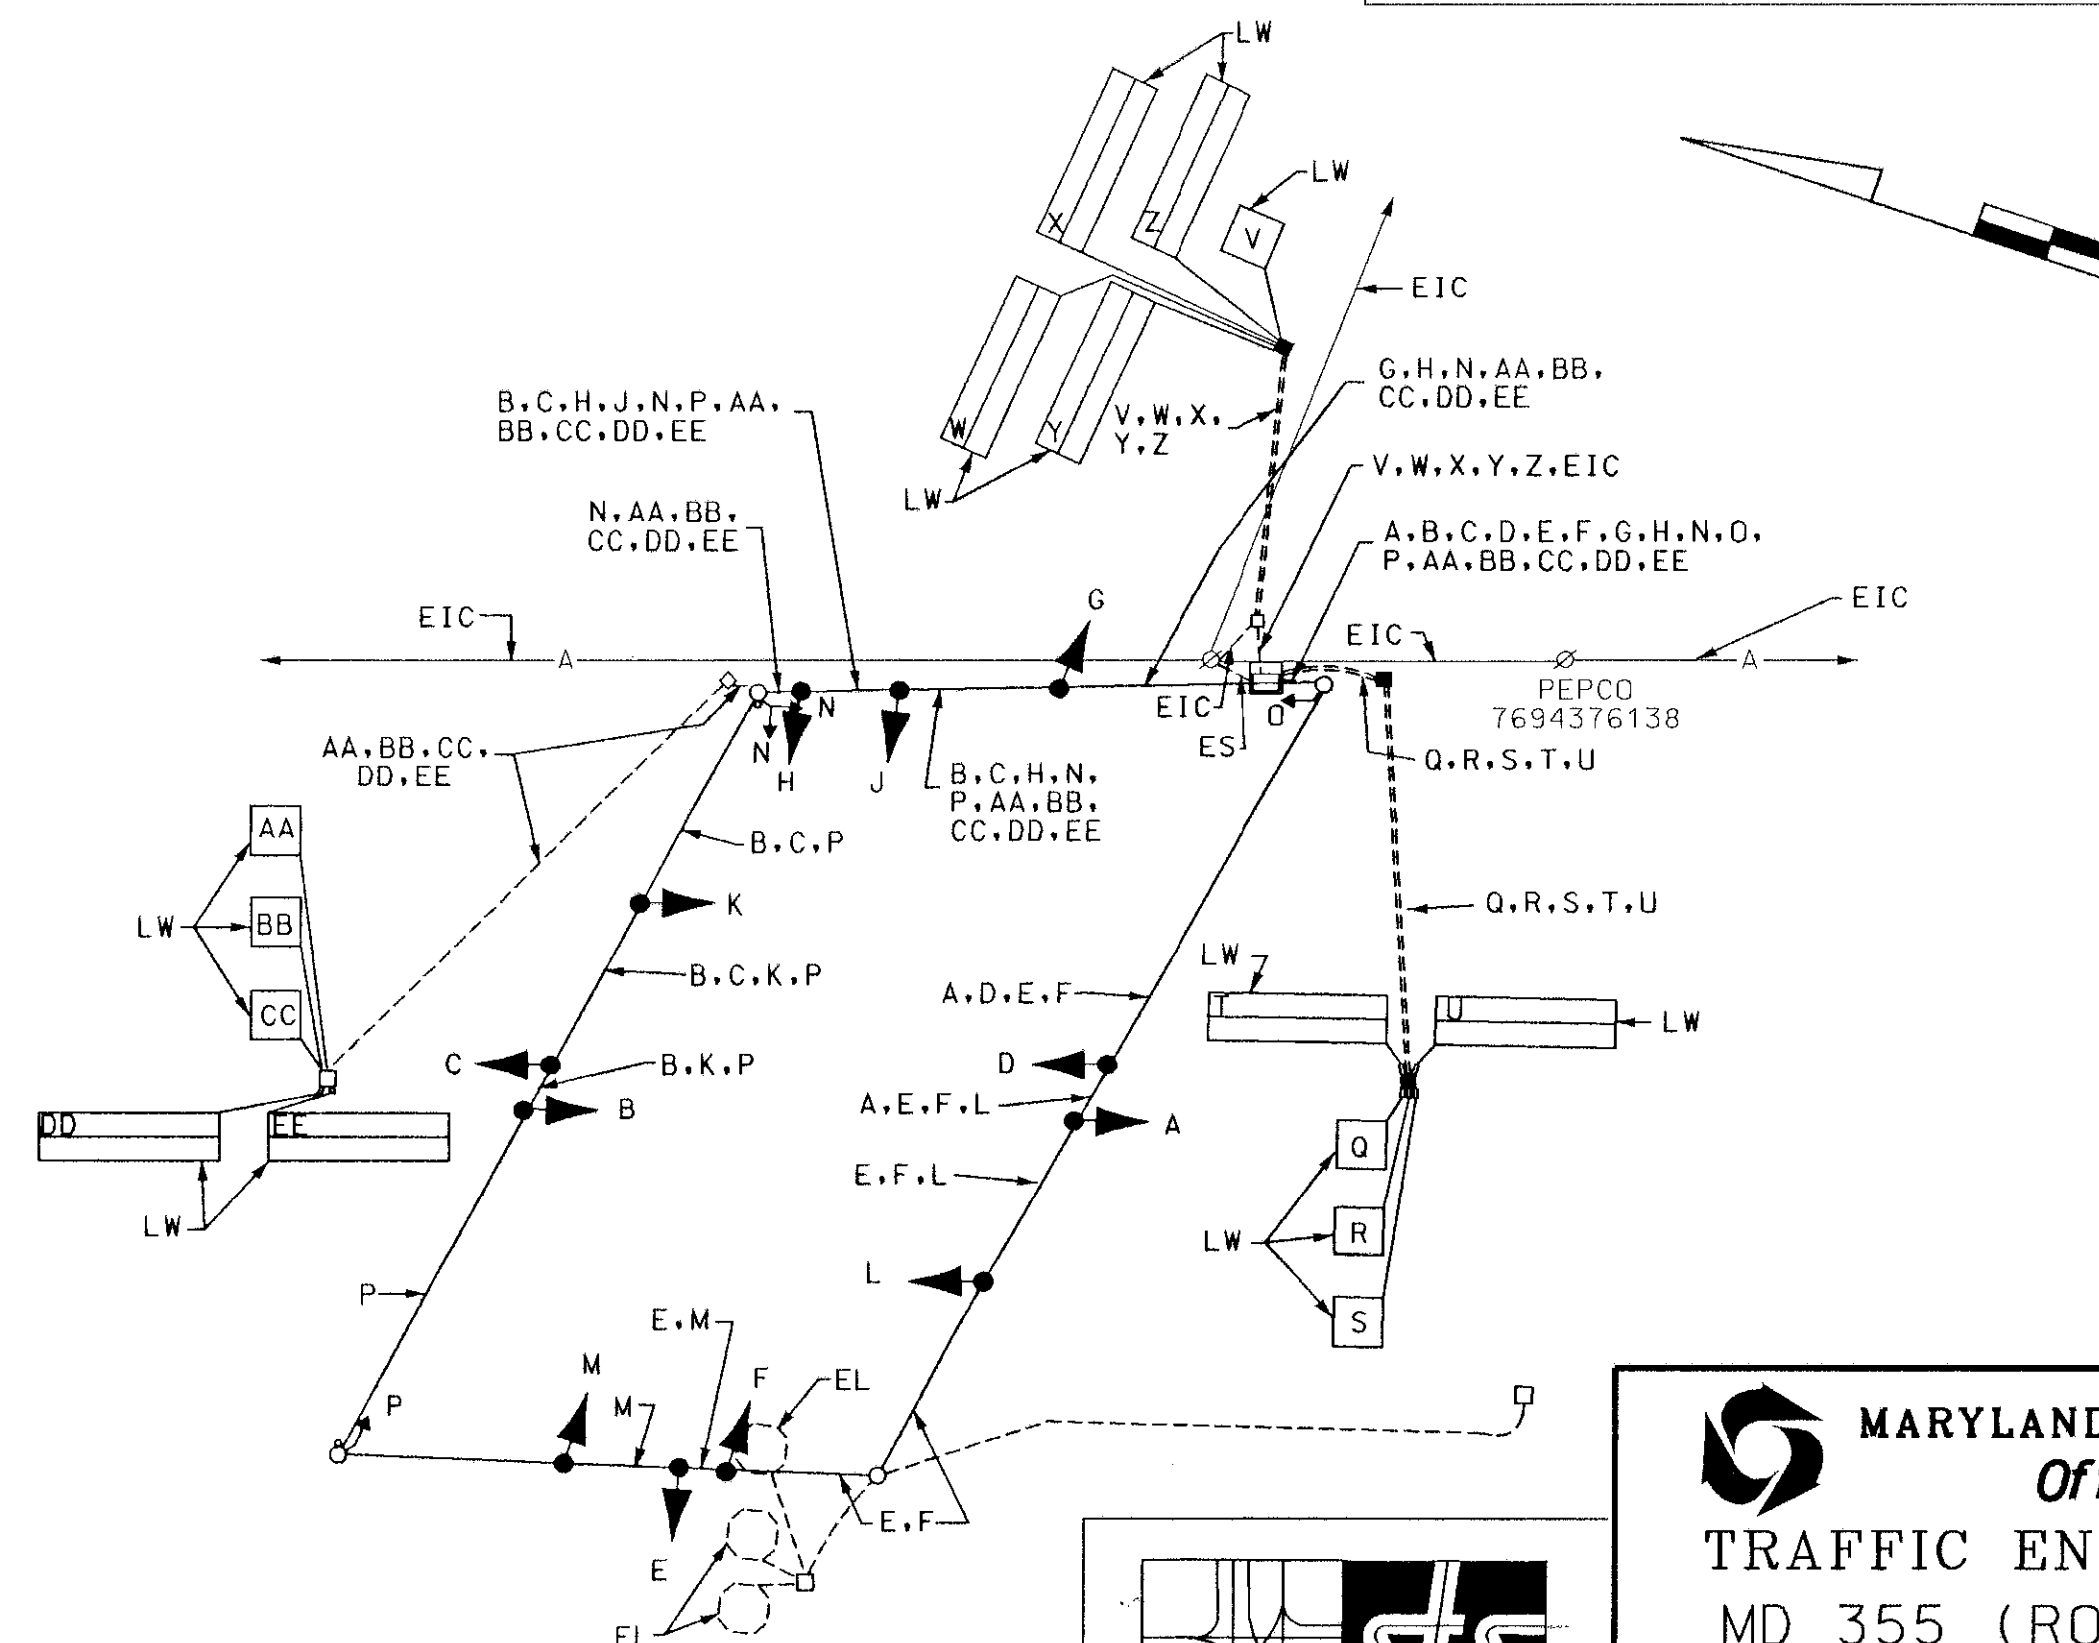 LW
X
Z
V
LW
EIC
W
Y
V,W,X,
Y,Z
LW
G,H,N,AA,BB,
CC,DD,EE
B,C,H,J,N,P,AA,
BB,CC,DD,EE
V,W,X,Y,Z,EIC
N,AA,BB,
CC,DD,EE
A,B,C,D,E,F,G,H,N,O,
P,AA,BB,CC,DD,EE
EIC
G
EIC
EIC
A
A
PEPCO
7694376138
EIC
O
ES
N
N
H
J
AA,BB,CC,
DD,EE
B,C,H,N,
P,AA,BB,
CC,DD,EE
Q,R,S,T,U
B,C,P
AA
BB
CC
LW
K
Q,R,S,T,U
B,C,K,P
A,D,E,F
LW
T
U
LW
C
B,K,P
D
B
A,E,F,L
A
DD
EE
LW
E,F,L
Q
R
S
LW
L
P
E,M
M
F
EL
P
M
E,F
E
MARYLAND
TRAFFIC EN
MD 355 (RO